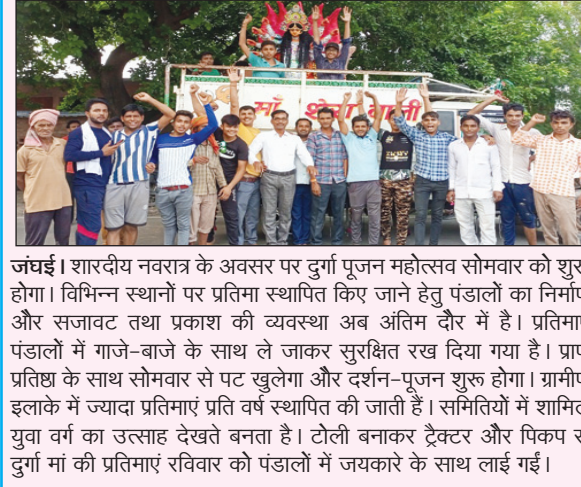 माँ शेरा वाली
जंघई। शारदीय नवरात्र के अवसर पर दुर्गा पूजन महोत्सव सोमवार को शुरू
होगा। विभिन्न स्थानों पर प्रतिमा स्थापित किए जाने हेतु पंडालों का निर्माण
और सजावट तथा प्रकाश की व्यवस्था अब अंतिम दौर में है। प्रतिमाएं
पंडालों में गाजे-बाजे के साथ ले जाकर सुरक्षित रख दिया गया है। प्राण
प्रतिष्ठा के साथ सोमवार से पट खुलेगा और दर्शन-पूजन शुरू होगा। ग्रामीण
इलाके में ज्यादा प्रतिमाएं प्रति वर्ष स्थापित की जाती हैं। समितियों में शामिल
युवा वर्ग का उत्साह देखते बनता है। टोली बनाकर ट्रैक्टर और पिकप से
दुर्गा मां की प्रतिमाएं रविवार को पंडालों में जयकारे के साथ लाई गईं।